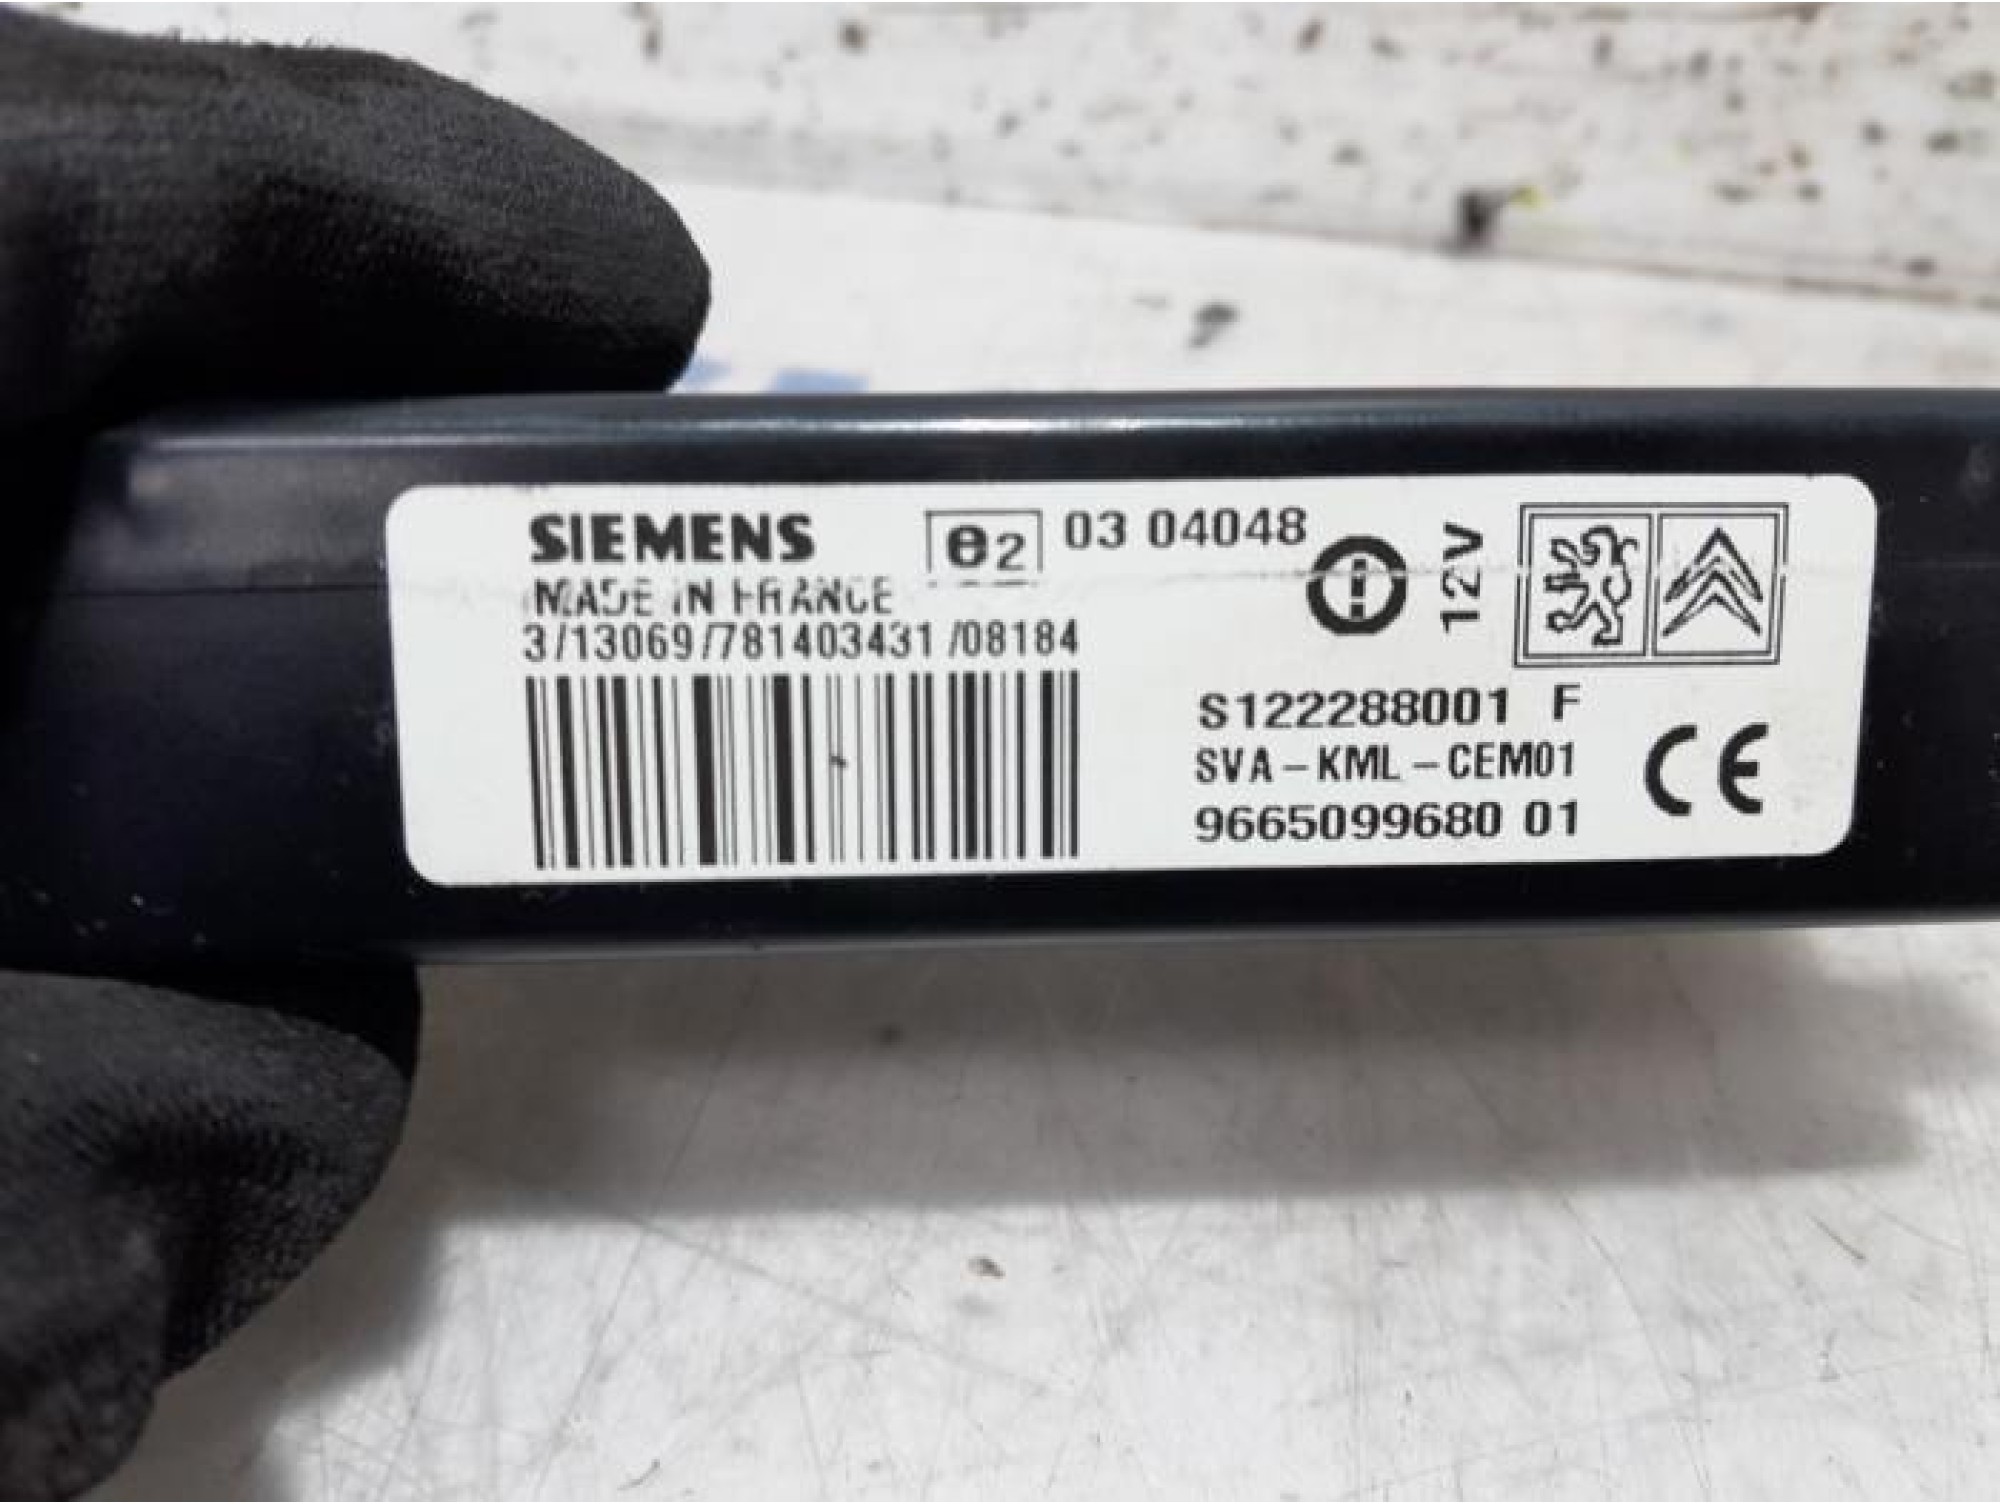 SIEMENS
e2 03 04048
MADE IN FRANCE
12V
3/13069/781403431/08184
S122288001 F
SVA-KML-CEM01
9665099680 01
CE